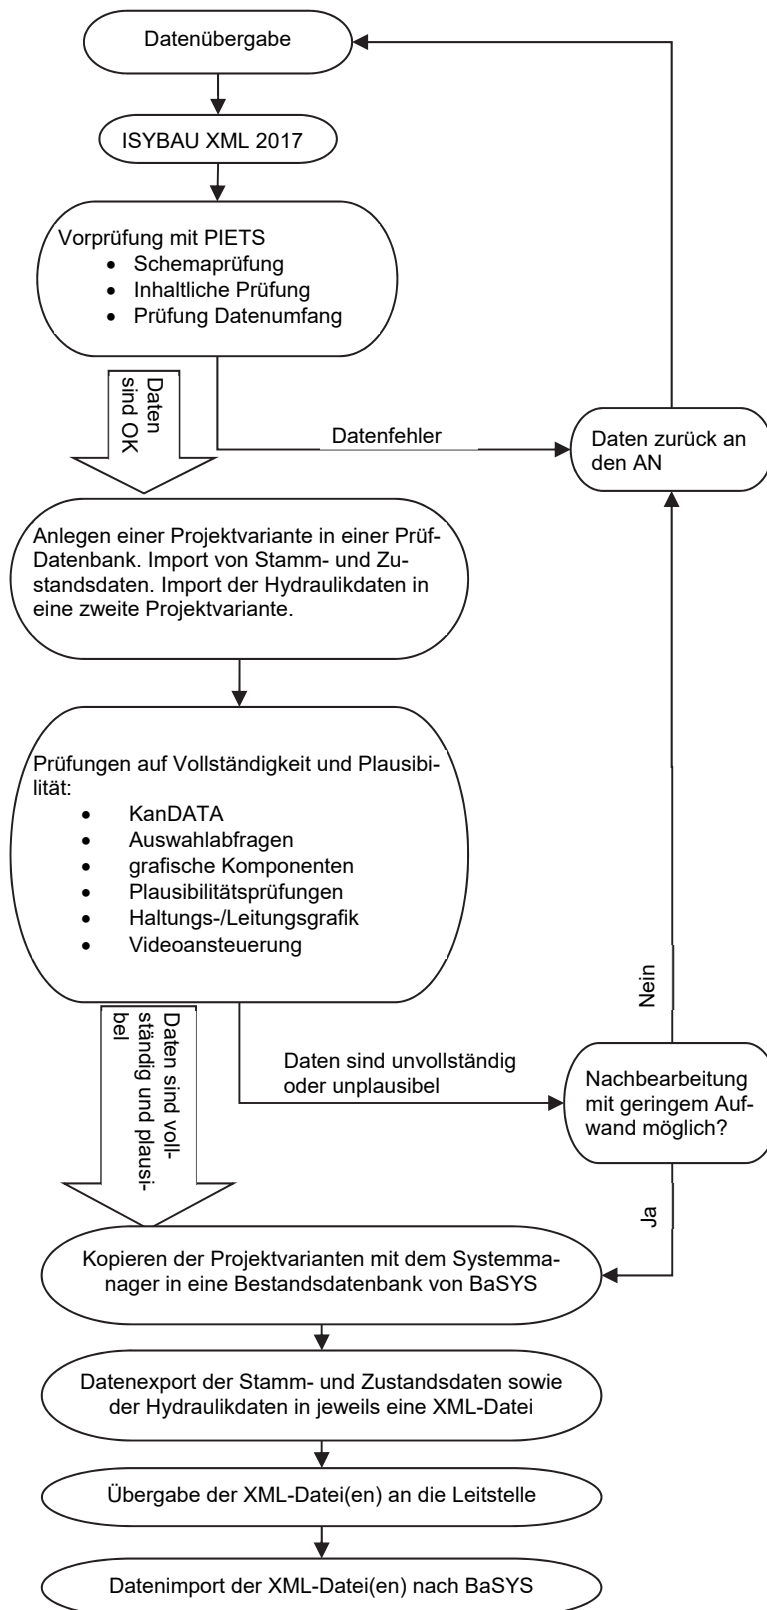 Datenübergabe
ISYBAU XML 2017
Vorprüfung mit PIETS
• Schemaprüfung
• Inhaltliche Prüfung
• Prüfung Datenumfang
Daten
sind OK
Datenfehler
Daten zurück an
den AN
Anlegen einer Projektvariante in einer Prüf-
Datenbank. Import von Stamm- und Zu-
standsdaten. Import der Hydraulikdaten in
eine zweite Projektvariante.
Prüfungen auf Vollständigkeit und Plausibi-
lität:
• KanDATA
• Auswahlabfragen
• grafische Komponenten
• Plausibilitätsprüfungen
• Haltungs-/Leitungsgrafik
• Videoansteuerung
Nein
Daten sind voll-
ständig und plausi-
bel
Daten sind unvollständig
oder unplausibel
Nachbearbeitung
mit geringem Auf-
wand möglich?
Ja
Kopieren der Projektvarianten mit dem Systemma-
nager in eine Bestandsdatenbank von BaSYS
Datenexport der Stamm- und Zustandsdaten sowie
der Hydraulikdaten in jeweils eine XML-Datei
Übergabe der XML-Datei(en) an die Leitstelle
Datenimport der XML-Datei(en) nach BaSYS